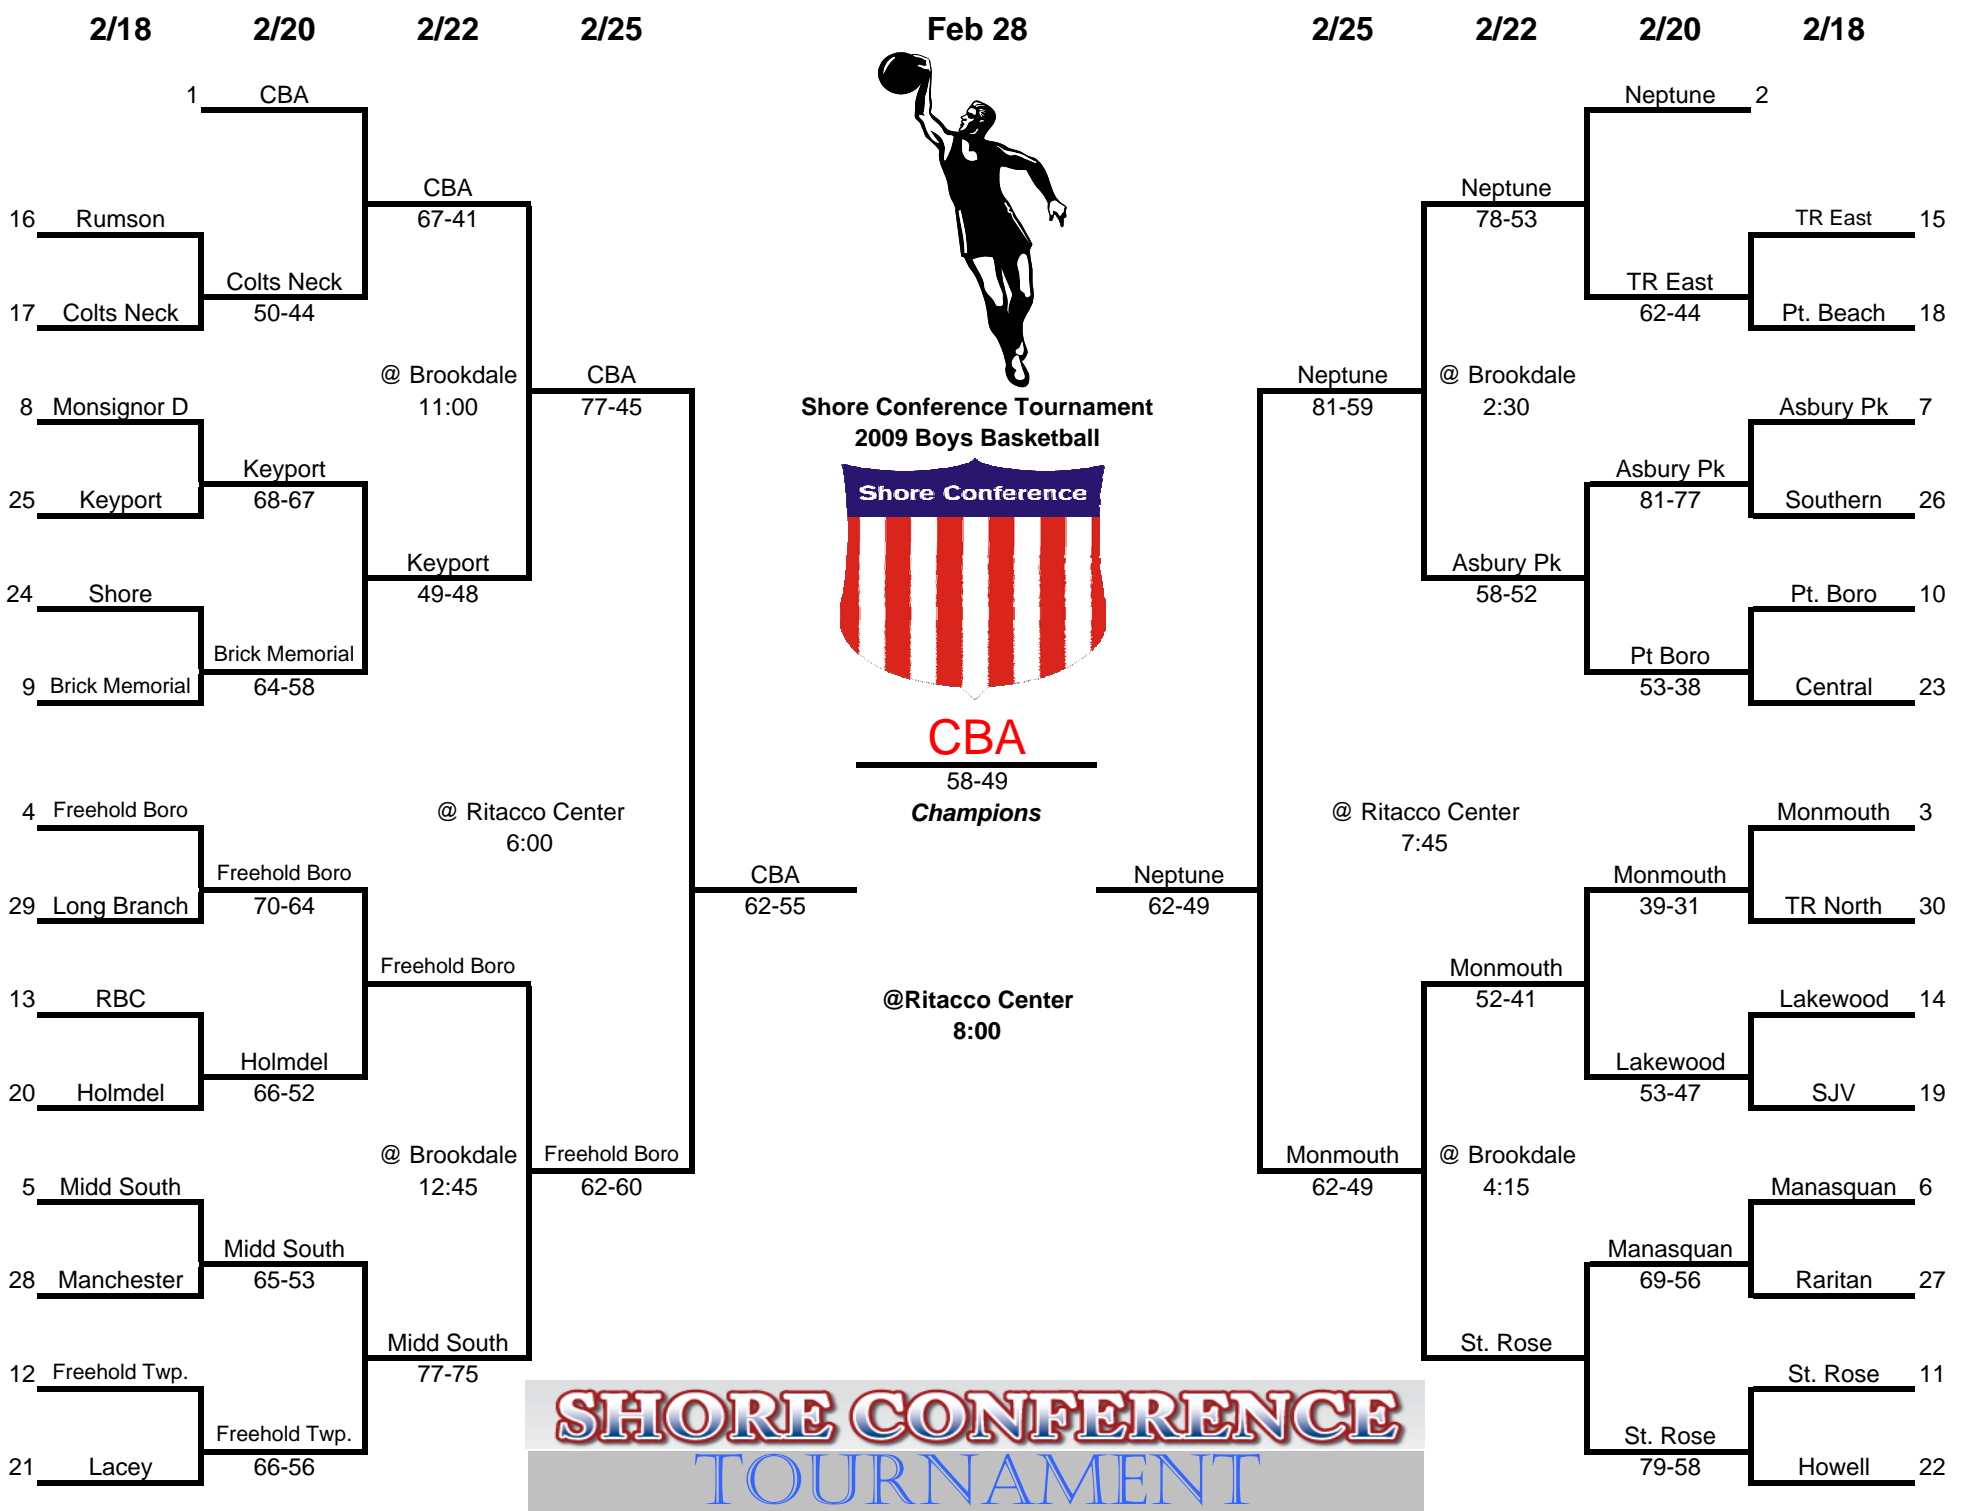 2/18 2/20 2/22 2/25 Feb 28 2/25 2/22 2/20 2/18
1 CBA
Neptune 2
CBA
67-41
Neptune
78-53
16 Rumson
TR East 15
Colts Neck
50-44
TR East
62-44
17 Colts Neck
Pt. Beach 18
@ Brookdale
11:00
CBA
77-45
Neptune
81-59
@ Brookdale
2:30
8 Monsignor D
Shore Conference Tournament
2009 Boys Basketball
Asbury Pk 7
Keyport
68-67
Shore Conference
Asbury Pk
81-77
25 Keyport
Southern 26
Keyport
49-48
Asbury Pk
58-52
24 Shore
Pt. Boro 10
Brick Memorial
64-58
Pt Boro
53-38
9 Brick Memorial
Central 23
CBA
58-49
Champions
4 Freehold Boro
@ Ritacco Center
6:00
@ Ritacco Center
7:45
Monmouth 3
Freehold Boro
70-64
CBA
62-55
Neptune
62-49
Monmouth
39-31
29 Long Branch
TR North 30
Freehold Boro
Monmouth
52-41
13 RBC
@Ritacco Center
8:00
Lakewood 14
Holmdel
66-52
Lakewood
53-47
20 Holmdel
SJV 19
@ Brookdale
12:45
Freehold Boro
62-60
Monmouth
62-49
@ Brookdale
4:15
5 Midd South
Manasquan 6
Midd South
65-53
Manasquan
69-56
28 Manchester
Raritan 27
Midd South
77-75
St. Rose
12 Freehold Twp.
St. Rose 11
Freehold Twp.
66-56
St. Rose
79-58
21 Lacey
Howell 22
SHORE CONFERENCE
TOURNAMENT